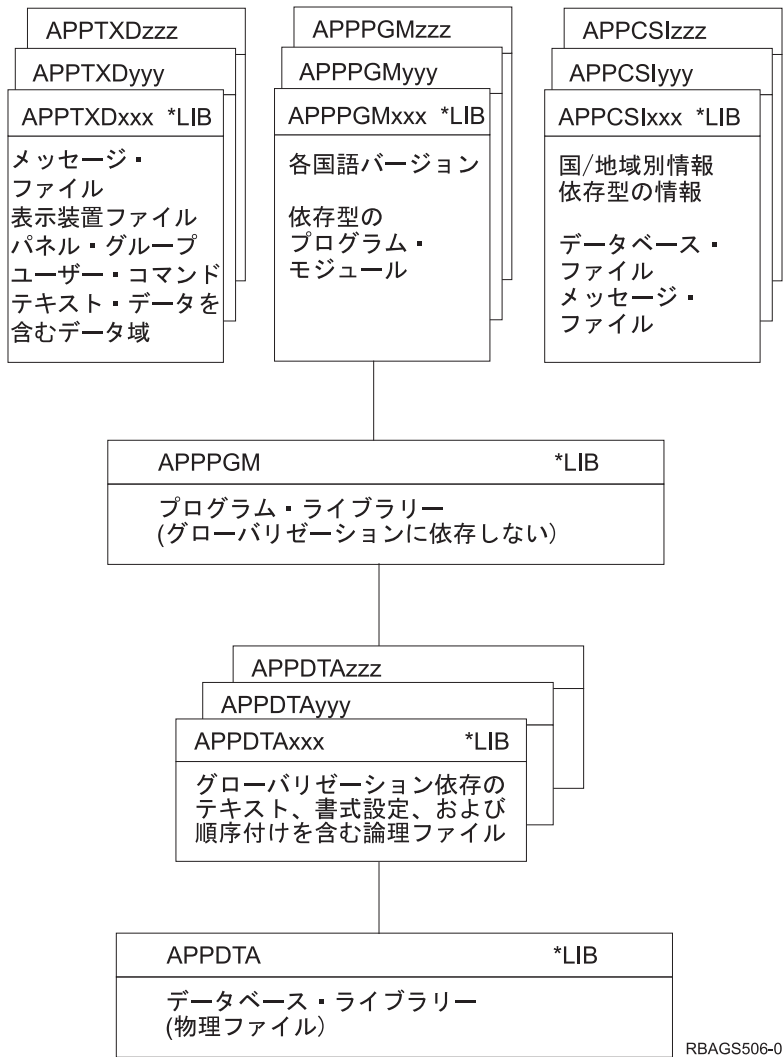 APPTXDzzz
APPTXDyyy
APPTXDxxx *LIB
メッセージ・
ファイル
表示装置ファイル
パネル・グループ
ユーザー・コマンド
テキスト・データを
含むデータ域
APPPGMzzz
APPPGMyyy
APPPGMxxx *LIB
各国語バージョン
依存型の
プログラム・
モジュール
APPCSIzzz
APPCSIyyy
APPCSIxxx *LIB
国/地域別情報
依存型の情報
データベース・
ファイル
メッセージ・
ファイル
APPPGM *LIB
プログラム・ライブラリー
(グローバリゼーションに依存しない)
APPDTAzzz
APPDTAyyy
APPDTAxxx *LIB
グローバリゼーション依存の
テキスト、書式設定、および
順序付けを含む論理ファイル
APPDTA *LIB
データベース・ライブラリー
(物理ファイル)
RBAGS506-0